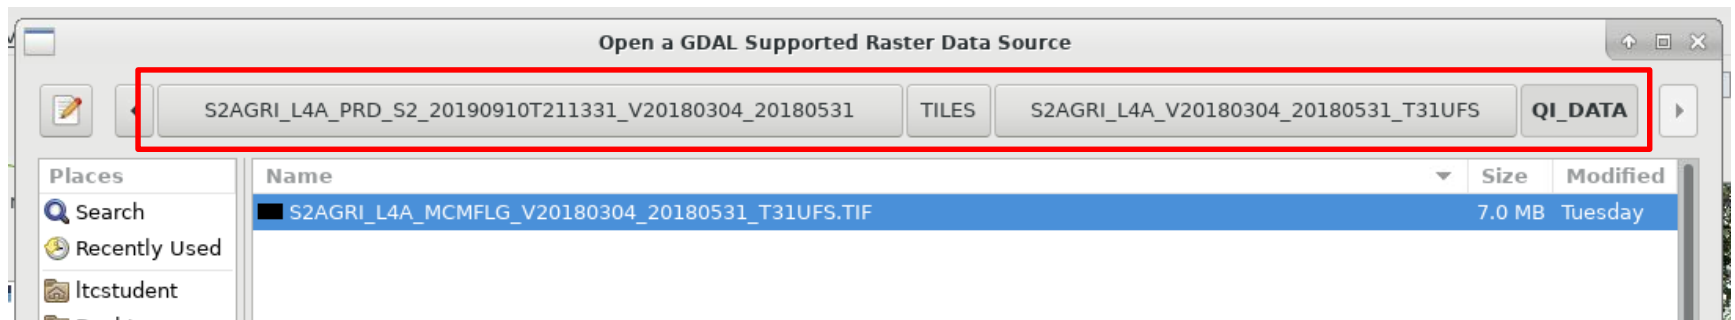 Open a GDAL Supported Raster Data Source
S2AGRI_L4A_PRD_S2_20190910T211331_V20180304_20180531 TILES S2AGRI_L4A_V20180304_20180531_T31UFS QI_DATA
Places Name Size Modified
Search S2AGRI_L4A_MCMFLG_V20180304_20180531_T31UFS.TIF 7.0 MB Tuesday
Recently Used
ltcstudent